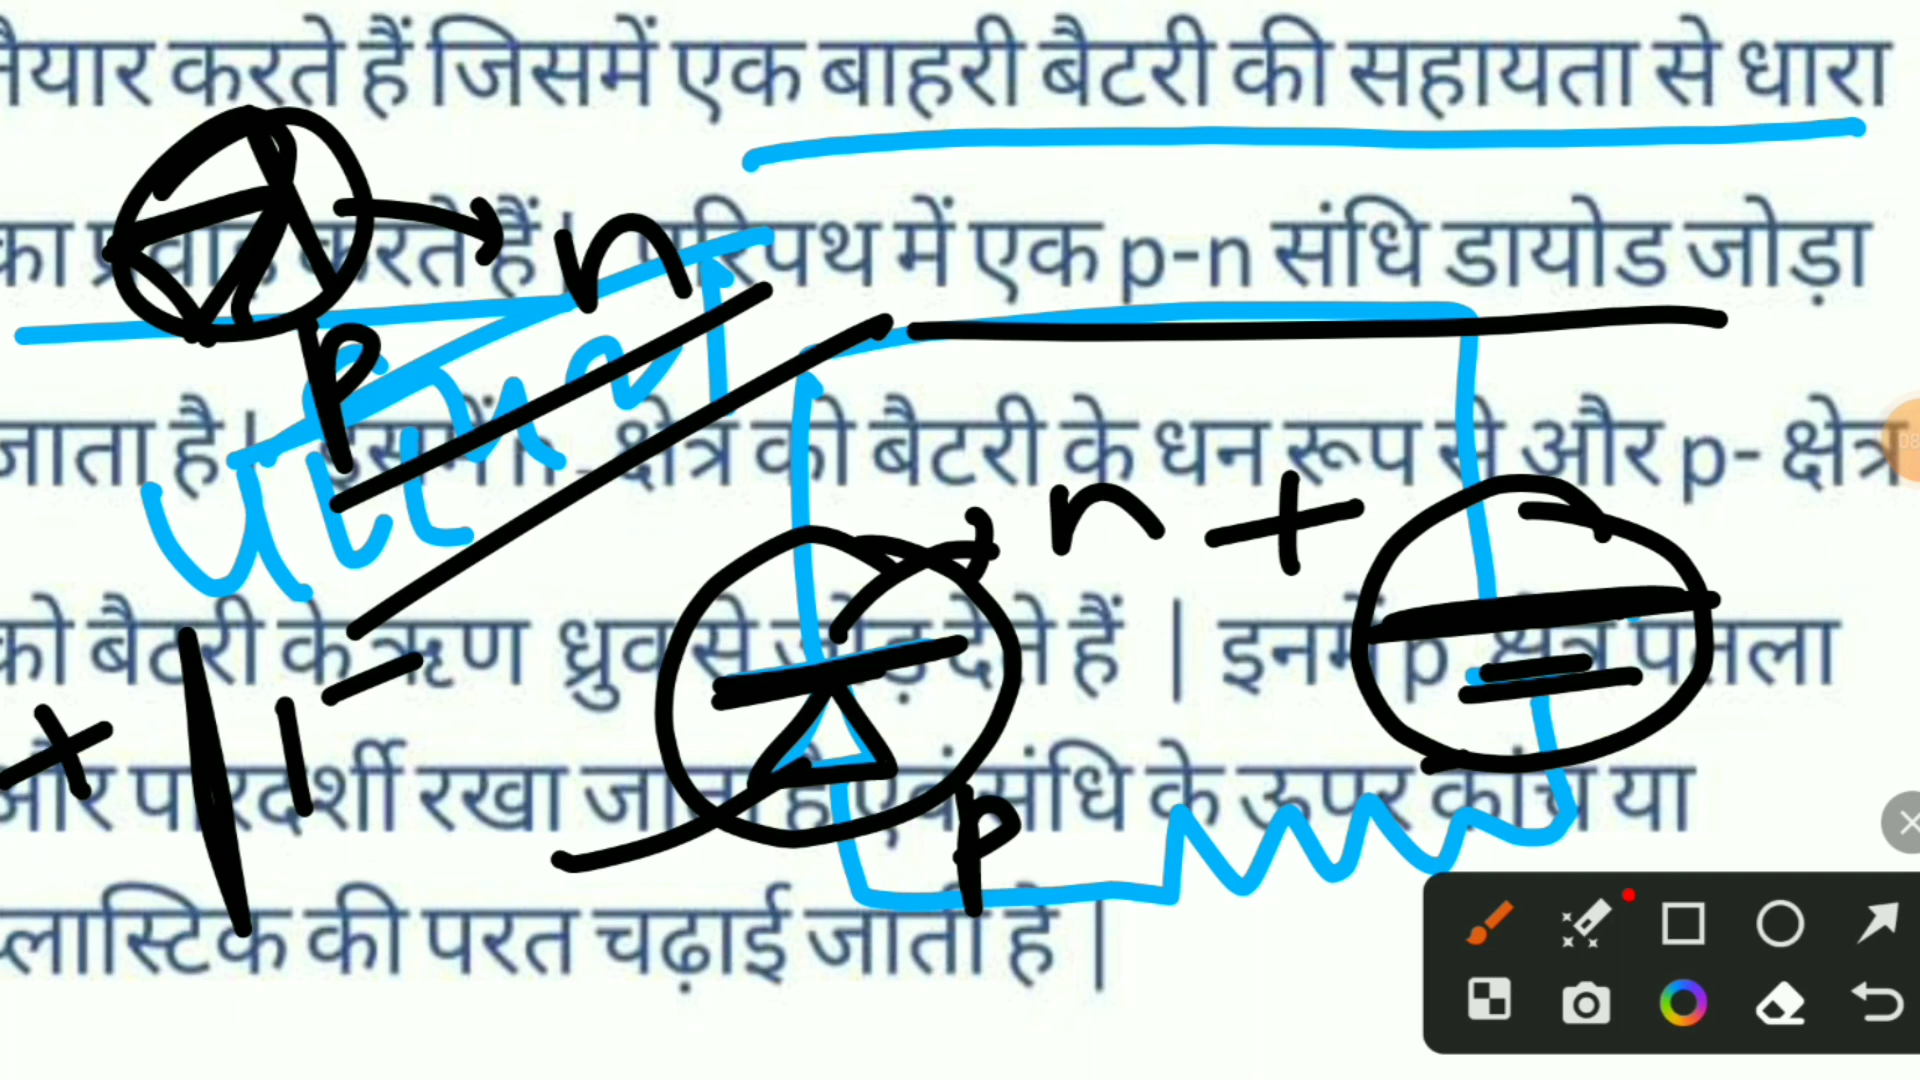 तैयार करते हैं जिसमें एक बाहरी बैटरी की सहायता से धारा
का प्रवाह करते हैं | परिपथ में एक p-n संधि डायोड जोड़ा
जाता है | इसमें n- क्षेत्र को बैटरी के धन रूप से और p- क्षेत्र
को बैटरी के ऋण ध्रुव से जोड़ देते हैं | इनमें p क्षेत्र पतला
और पारदर्शी रखा जाता है एवं संधि के ऊपर कांच या
प्लास्टिक की परत चढ़ाई जाती है |
n
p
n +
p
+ -